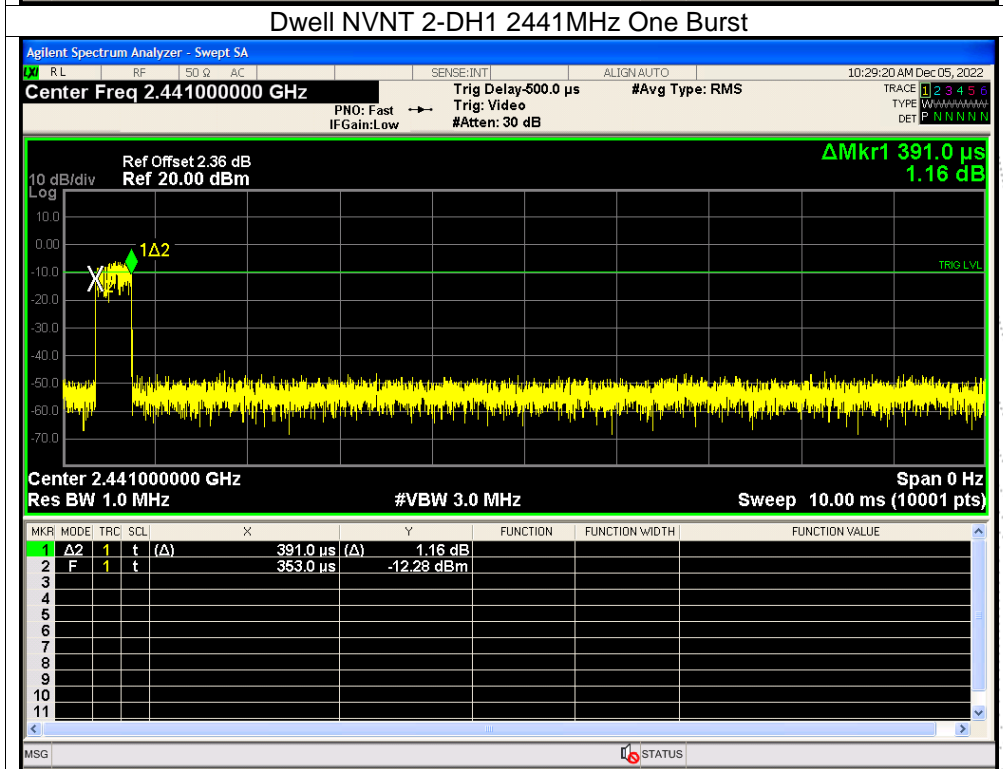 Dwell NVNT 2-DH1 2441MHz One Burst
Agilent Spectrum Analyzer - Swept SA
LXI RL RF 50 Ω AC SENSE:INT ALIGN AUTO 10:29:20 AM Dec 05, 2022
Center Freq 2.441000000 GHz Trig Delay-500.0 µs #Avg Type: RMS TRACE 1 2 3 4 5 6
PNO: Fast Trig: Video TYPE WWWWWW
IFGain:Low #Atten: 30 dB DET P N N N N N
ΔMkr1 391.0 µs
1.16 dB
Ref Offset 2.36 dB
10 dB/div Ref 20.00 dBm
Log
10.0
0.00
1Δ2
-10.0
TRIG LVL
-20.0
-30.0
-40.0
-50.0
-60.0
-70.0
Center 2.441000000 GHz Span 0 Hz
Res BW 1.0 MHz #VBW 3.0 MHz Sweep 10.00 ms (10001 pts)
MKR MODE TRC SCL X Y FUNCTION FUNCTION WIDTH FUNCTION VALUE
1 Δ2 1 t (Δ) 391.0 µs (Δ) 1.16 dB
2 F 1 t 353.0 µs -12.28 dBm
3
4
5
6
7
8
9
10
11
MSG STATUS